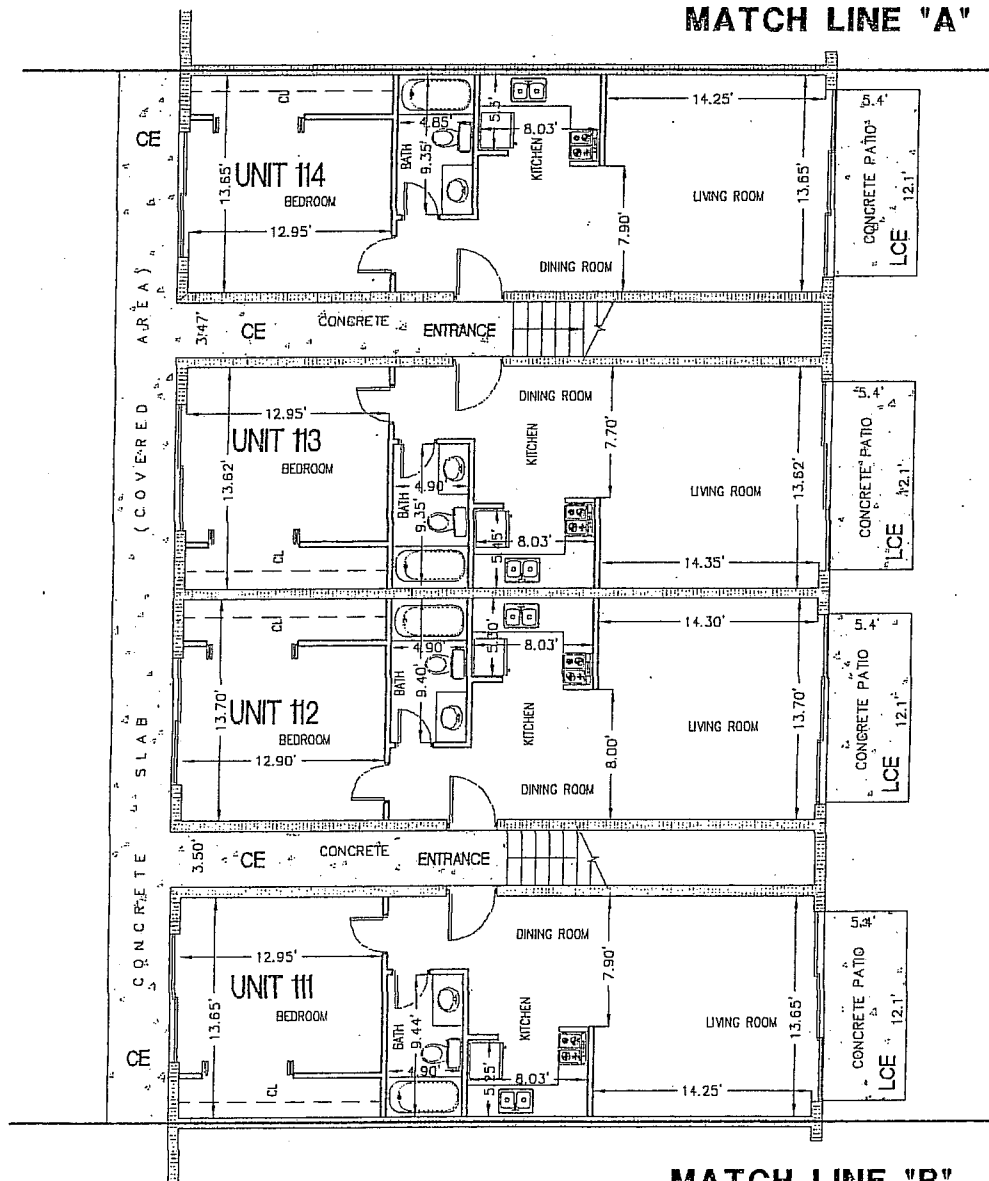 MATCH LINE "A"
CL
4.85'
5.5'
8.03'
14.25'
5.4'
CE
13.65'
UNIT 114
BEDROOM
BATH
9.35'
KITCHEN
LIVING ROOM
13.65'
CONCRETE PATIO
12.1'
LCE
12.95'
7.90'
DINING ROOM
3.47'
CE
CONCRETE
ENTRANCE
CONCRETE SLAB (COVERED AREA)
12.95'
DINING ROOM
7.70'
5.4'
UNIT 113
BEDROOM
13.62'
KITCHEN
4.90'
BATH
9.35'
LIVING ROOM
13.62'
CONCRETE PATIO
12.1'
LCE
CL
5.45'
8.03'
14.35'
CL
5.30'
8.03'
14.30'
5.4'
4.90'
BATH
9.40'
13.70'
UNIT 112
BEDROOM
KITCHEN
LIVING ROOM
13.70'
CONCRETE PATIO
12.1'
LCE
12.90'
8.00'
DINING ROOM
3.50'
CE
CONCRETE
ENTRANCE
12.95'
DINING ROOM
7.90'
5.4'
UNIT 111
BEDROOM
13.65'
KITCHEN
BATH
9.44'
LIVING ROOM
13.65'
CONCRETE PATIO
12.1'
LCE
CE
4.90'
CL
5.25'
8.03'
14.25'
MATCH LINE "B"